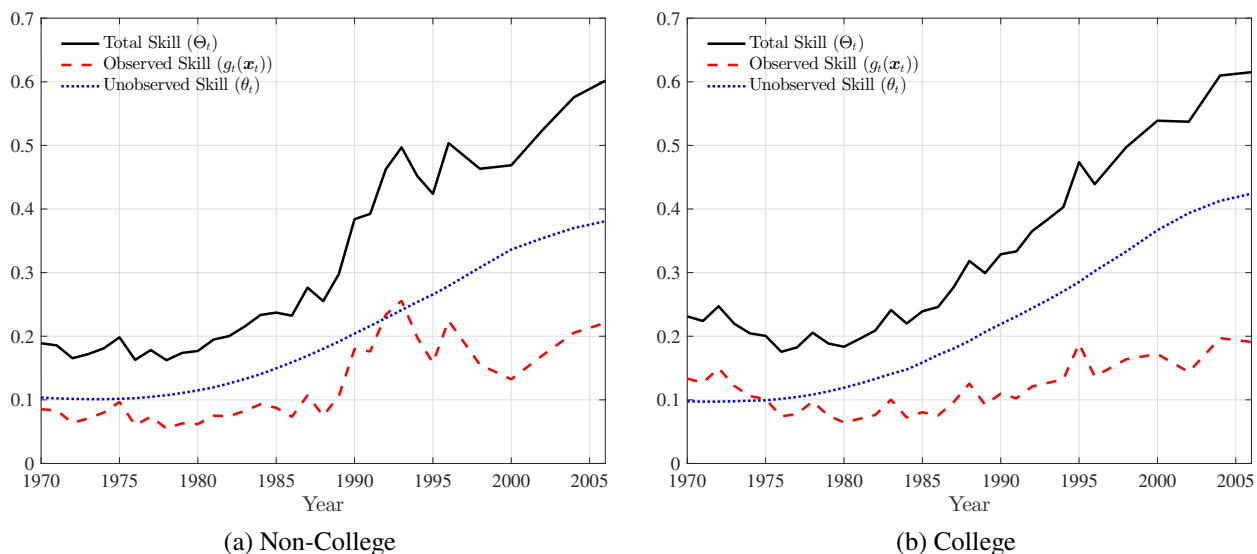 0.7
0.6
0.5
0.4
0.3
0.2
0.1
0
Total Skill (Θₜ)
Observed Skill (gₜ(𝒙ₜ))
Unobserved Skill (θₜ)
1970 1975 1980 1985 1990 1995 2000 2005
Year
(a) Non-College
0.7
0.6
0.5
0.4
0.3
0.2
0.1
0
Total Skill (Θₜ)
Observed Skill (gₜ(𝒙ₜ))
Unobserved Skill (θₜ)
1970 1975 1980 1985 1990 1995 2000 2005
Year
(b) College